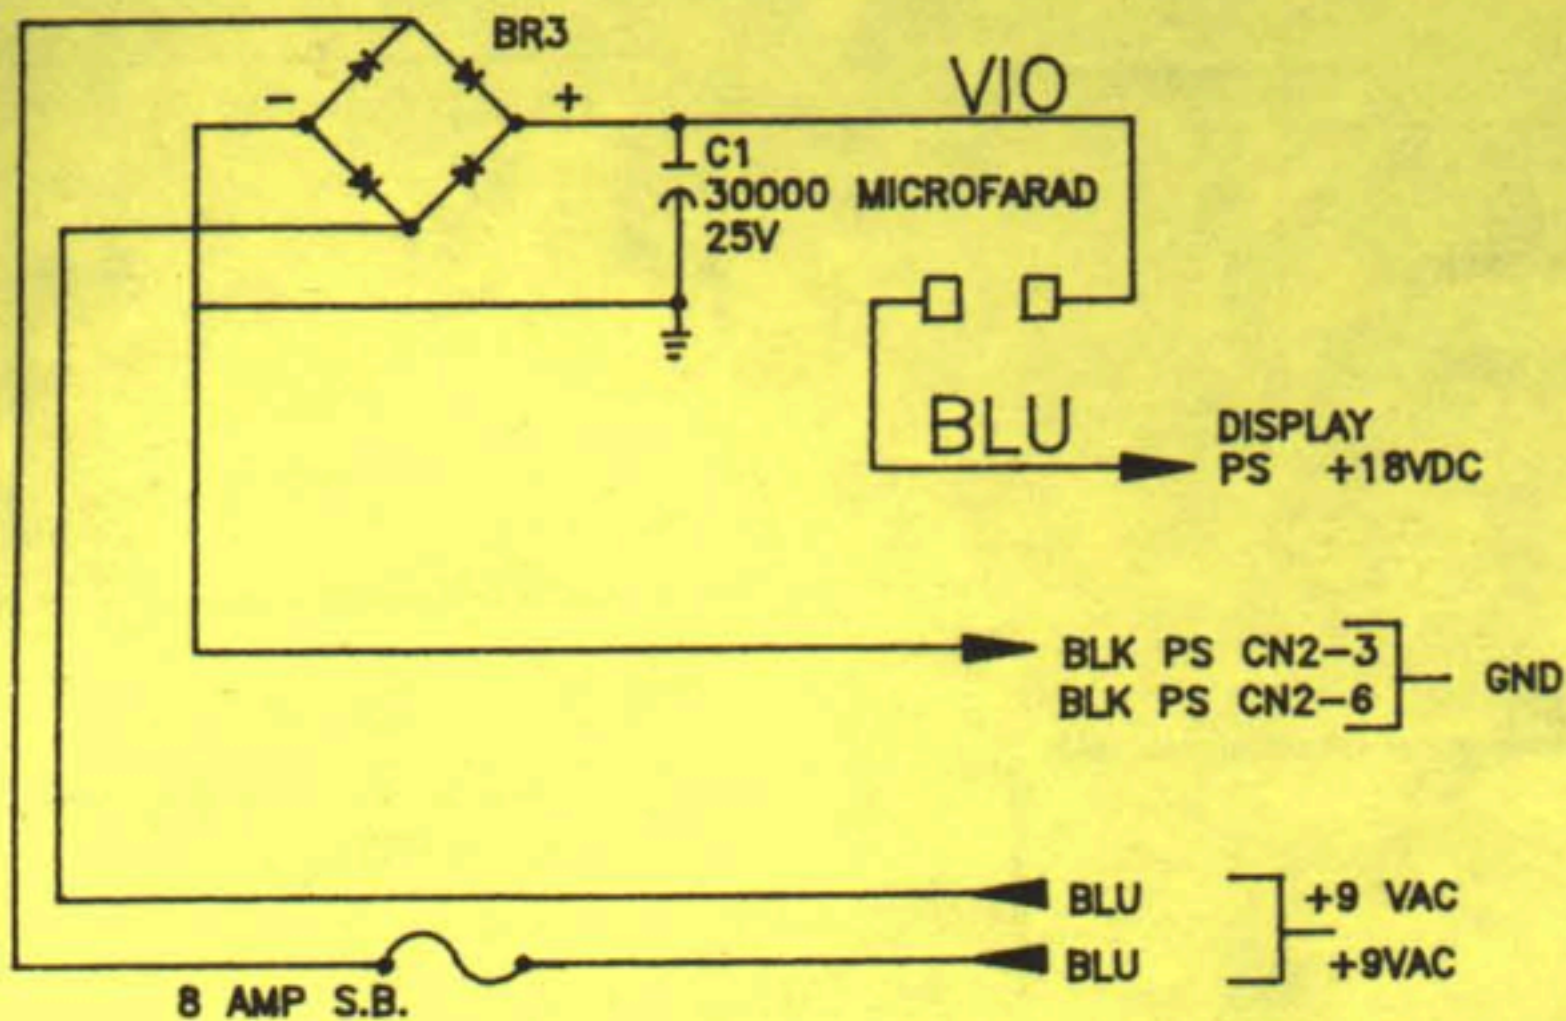 BR3
-
+
VIO
C1
30000 MICROFARAD
25V
BLU
DISPLAY
PS +18VDC
BLK PS CN2-3
BLK PS CN2-6
GND
BLU
+9 VAC
BLU
+9VAC
8 AMP S.B.